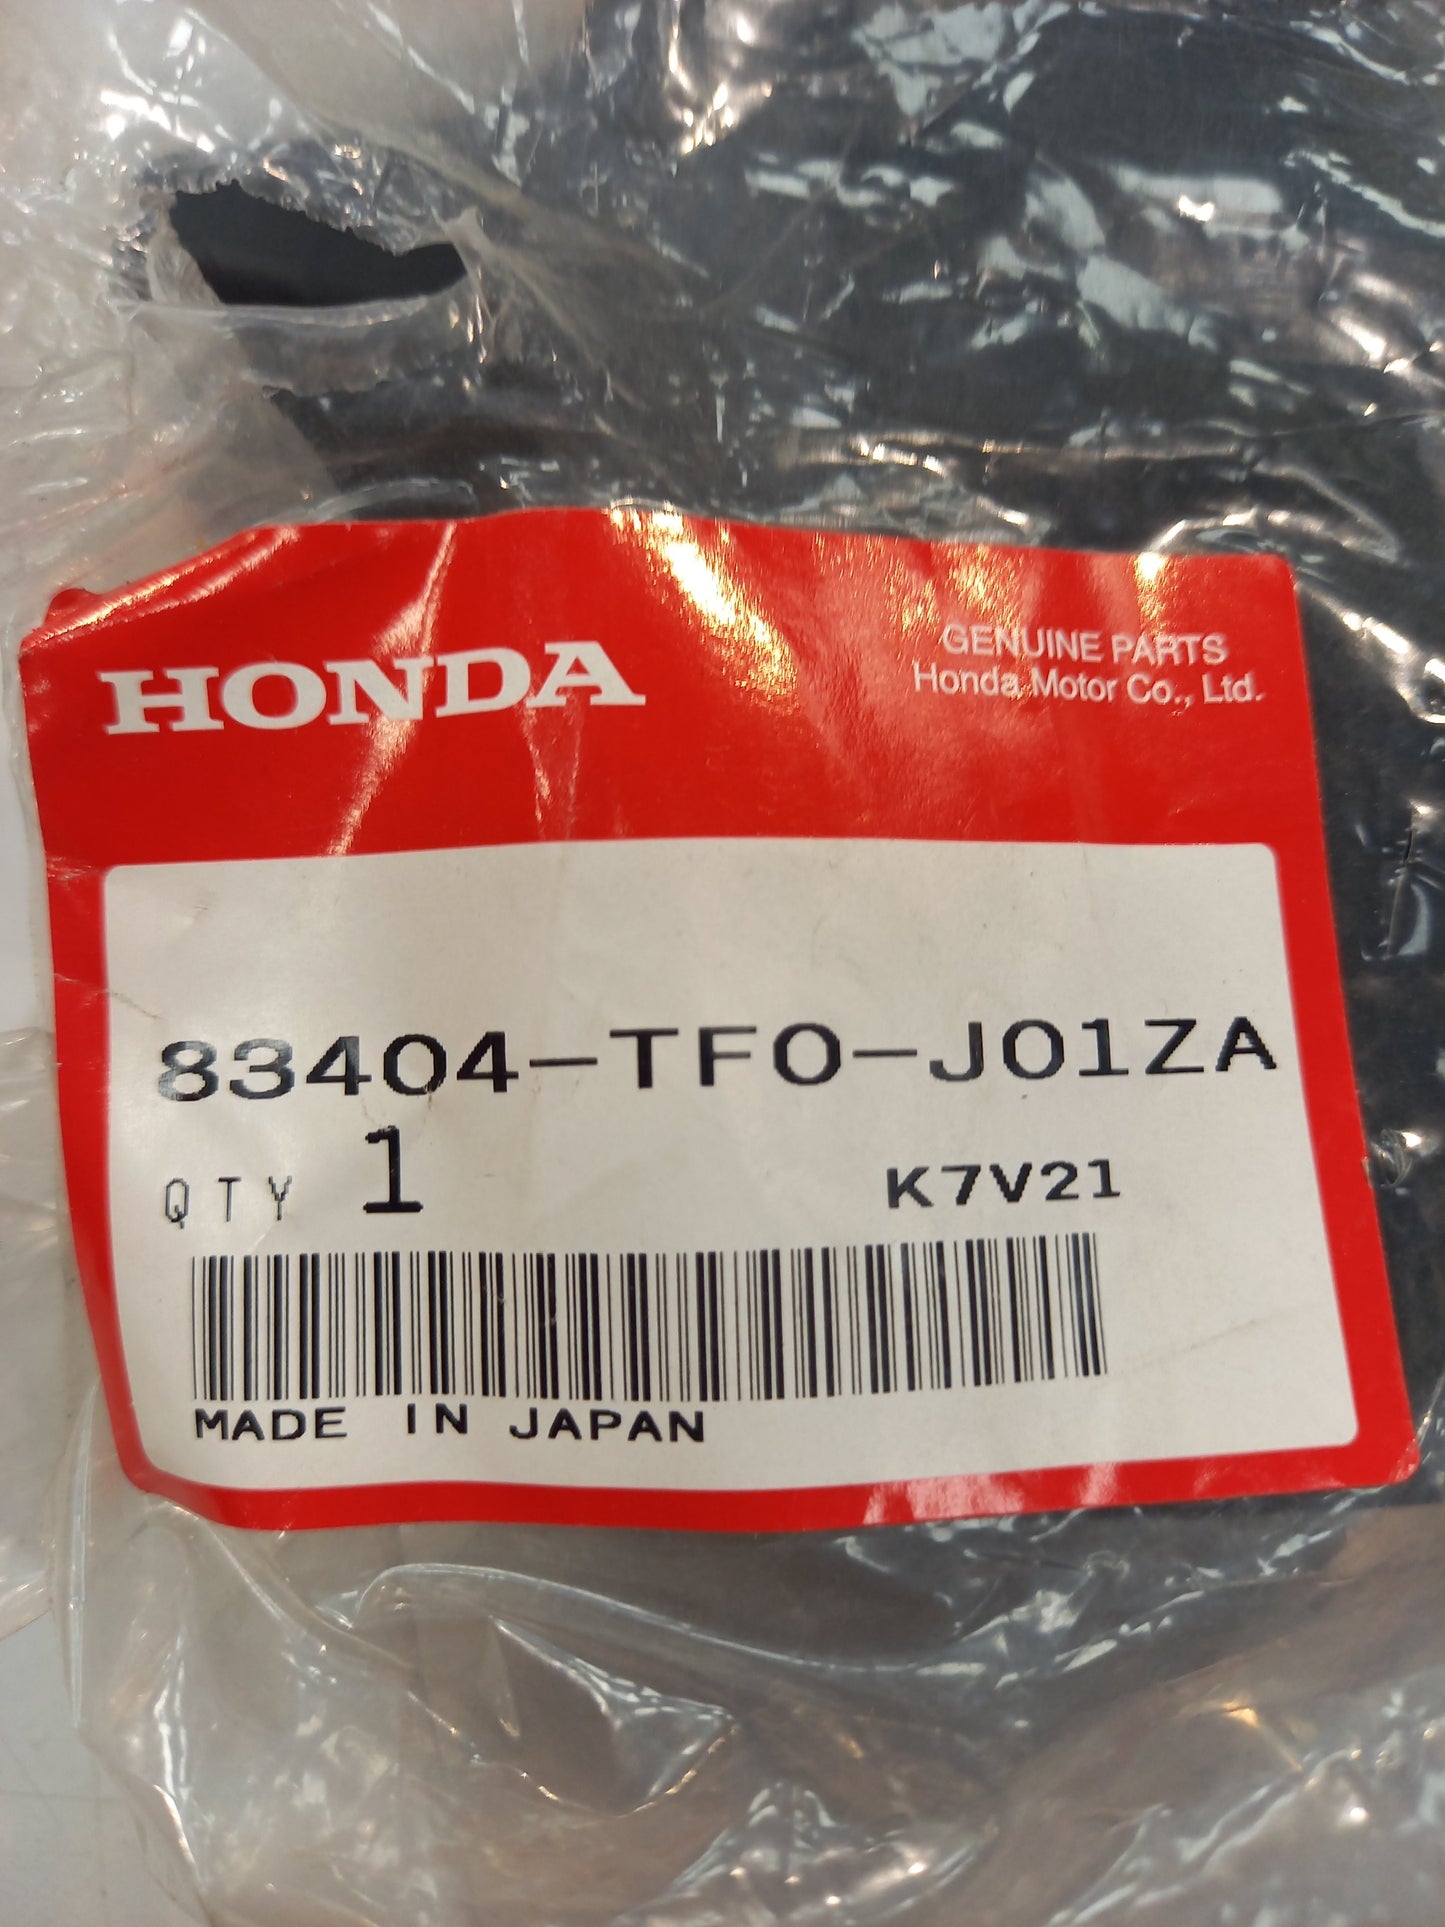 HONDA
GENUINE PARTS
Honda Motor Co., Ltd.
83404-TF0-J01ZA
QTY 1 K7V21
MADE IN JAPAN